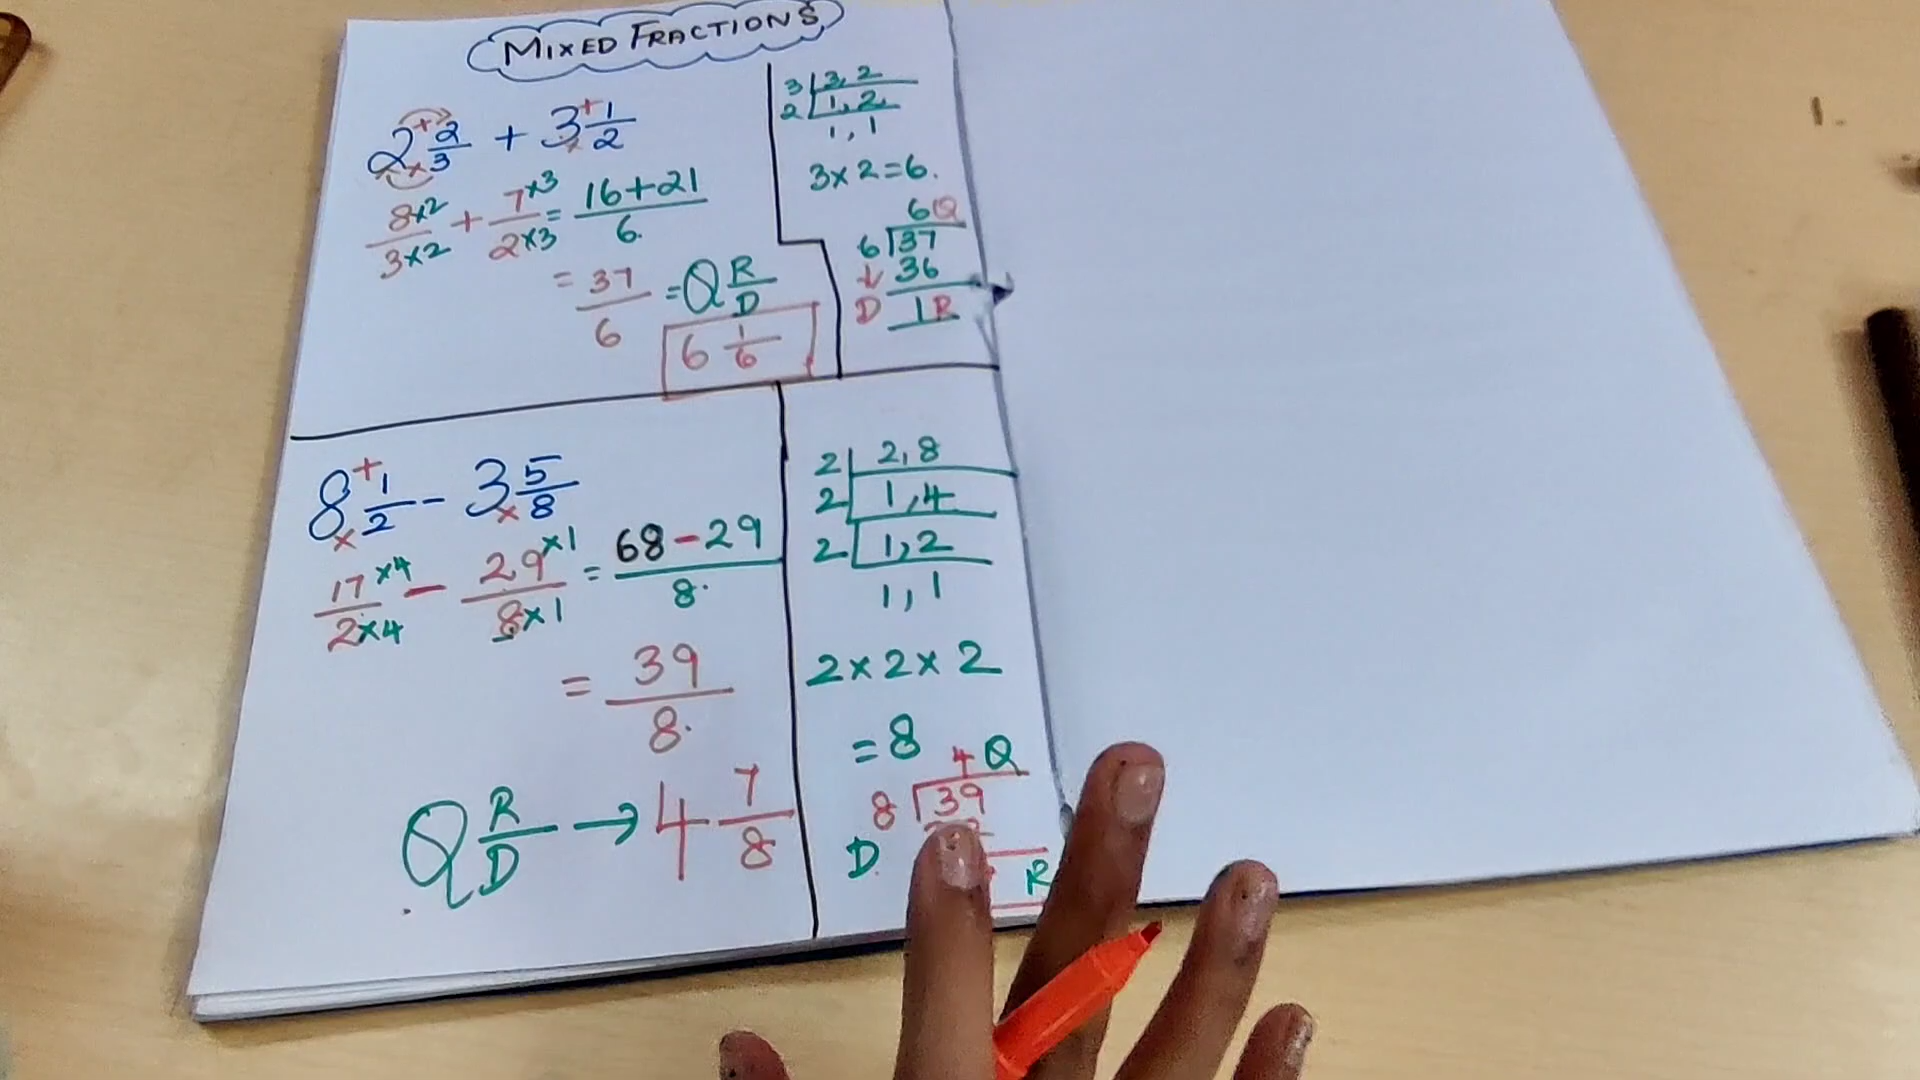 MIXED FRACTIONS
2 + 2/3 × + 3 + 1/2 ×
8×2/3×2 + 7×3/2×3 = 16+21/6.
= 37/6 = Q R/D
6 1/6
3 | 3, 2
2 | 1, 2,
1, 1
3×2=6.
6Q
6 | 37
36
D 1R
8 + 1/2 × - 3 5/8 ×
17×4/2×4 - 29×1/8×1 = 68-29/8.
= 39/8.
Q R/D → 4 7/8
2 | 2, 8
2 | 1, 4
2 | 1, 2
1, 1
2×2×2
= 8
4 Q
8 | 39
D. R